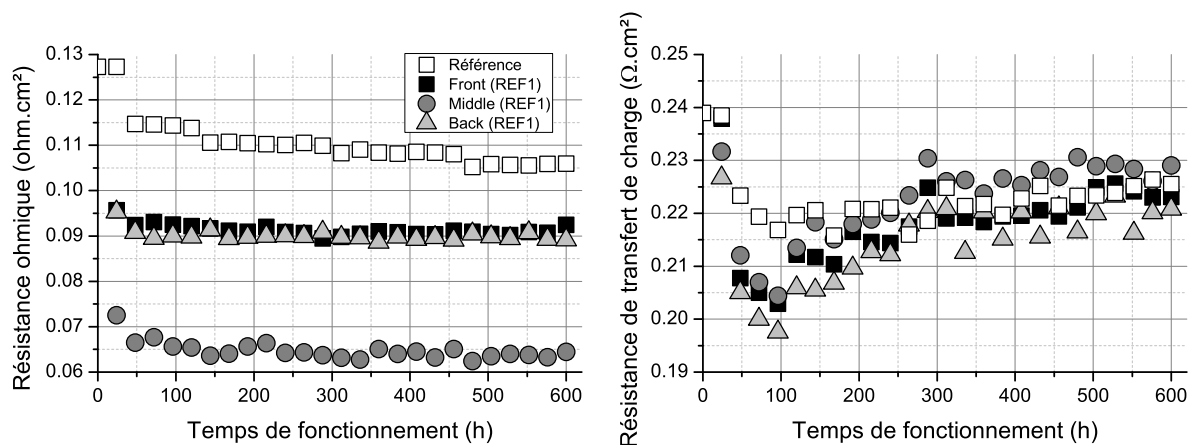 Résistance ohmique (ohm.cm²)
0.13
0.12
0.11
0.10
0.09
0.08
0.07
0.06
0 100 200 300 400 500 600
Temps de fonctionnement (h)
Référence
Front (REF1)
Middle (REF1)
Back (REF1)
Résistance de transfert de charge (Ω.cm²)
0.25
0.24
0.23
0.22
0.21
0.20
0.19
0 100 200 300 400 500 600
Temps de fonctionnement (h)